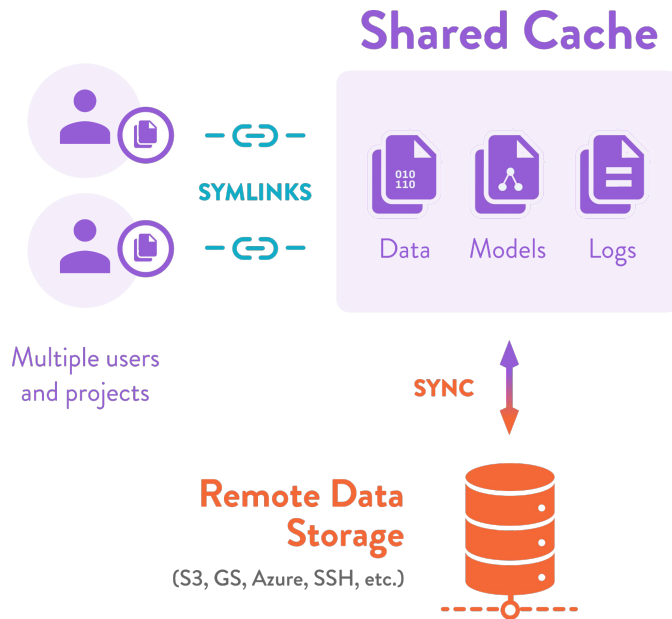 Shared Cache
SYMLINKS
010
110
Data
Models
Logs
Multiple users
and projects
SYNC
Remote Data
Storage
(S3, GS, Azure, SSH, etc.)